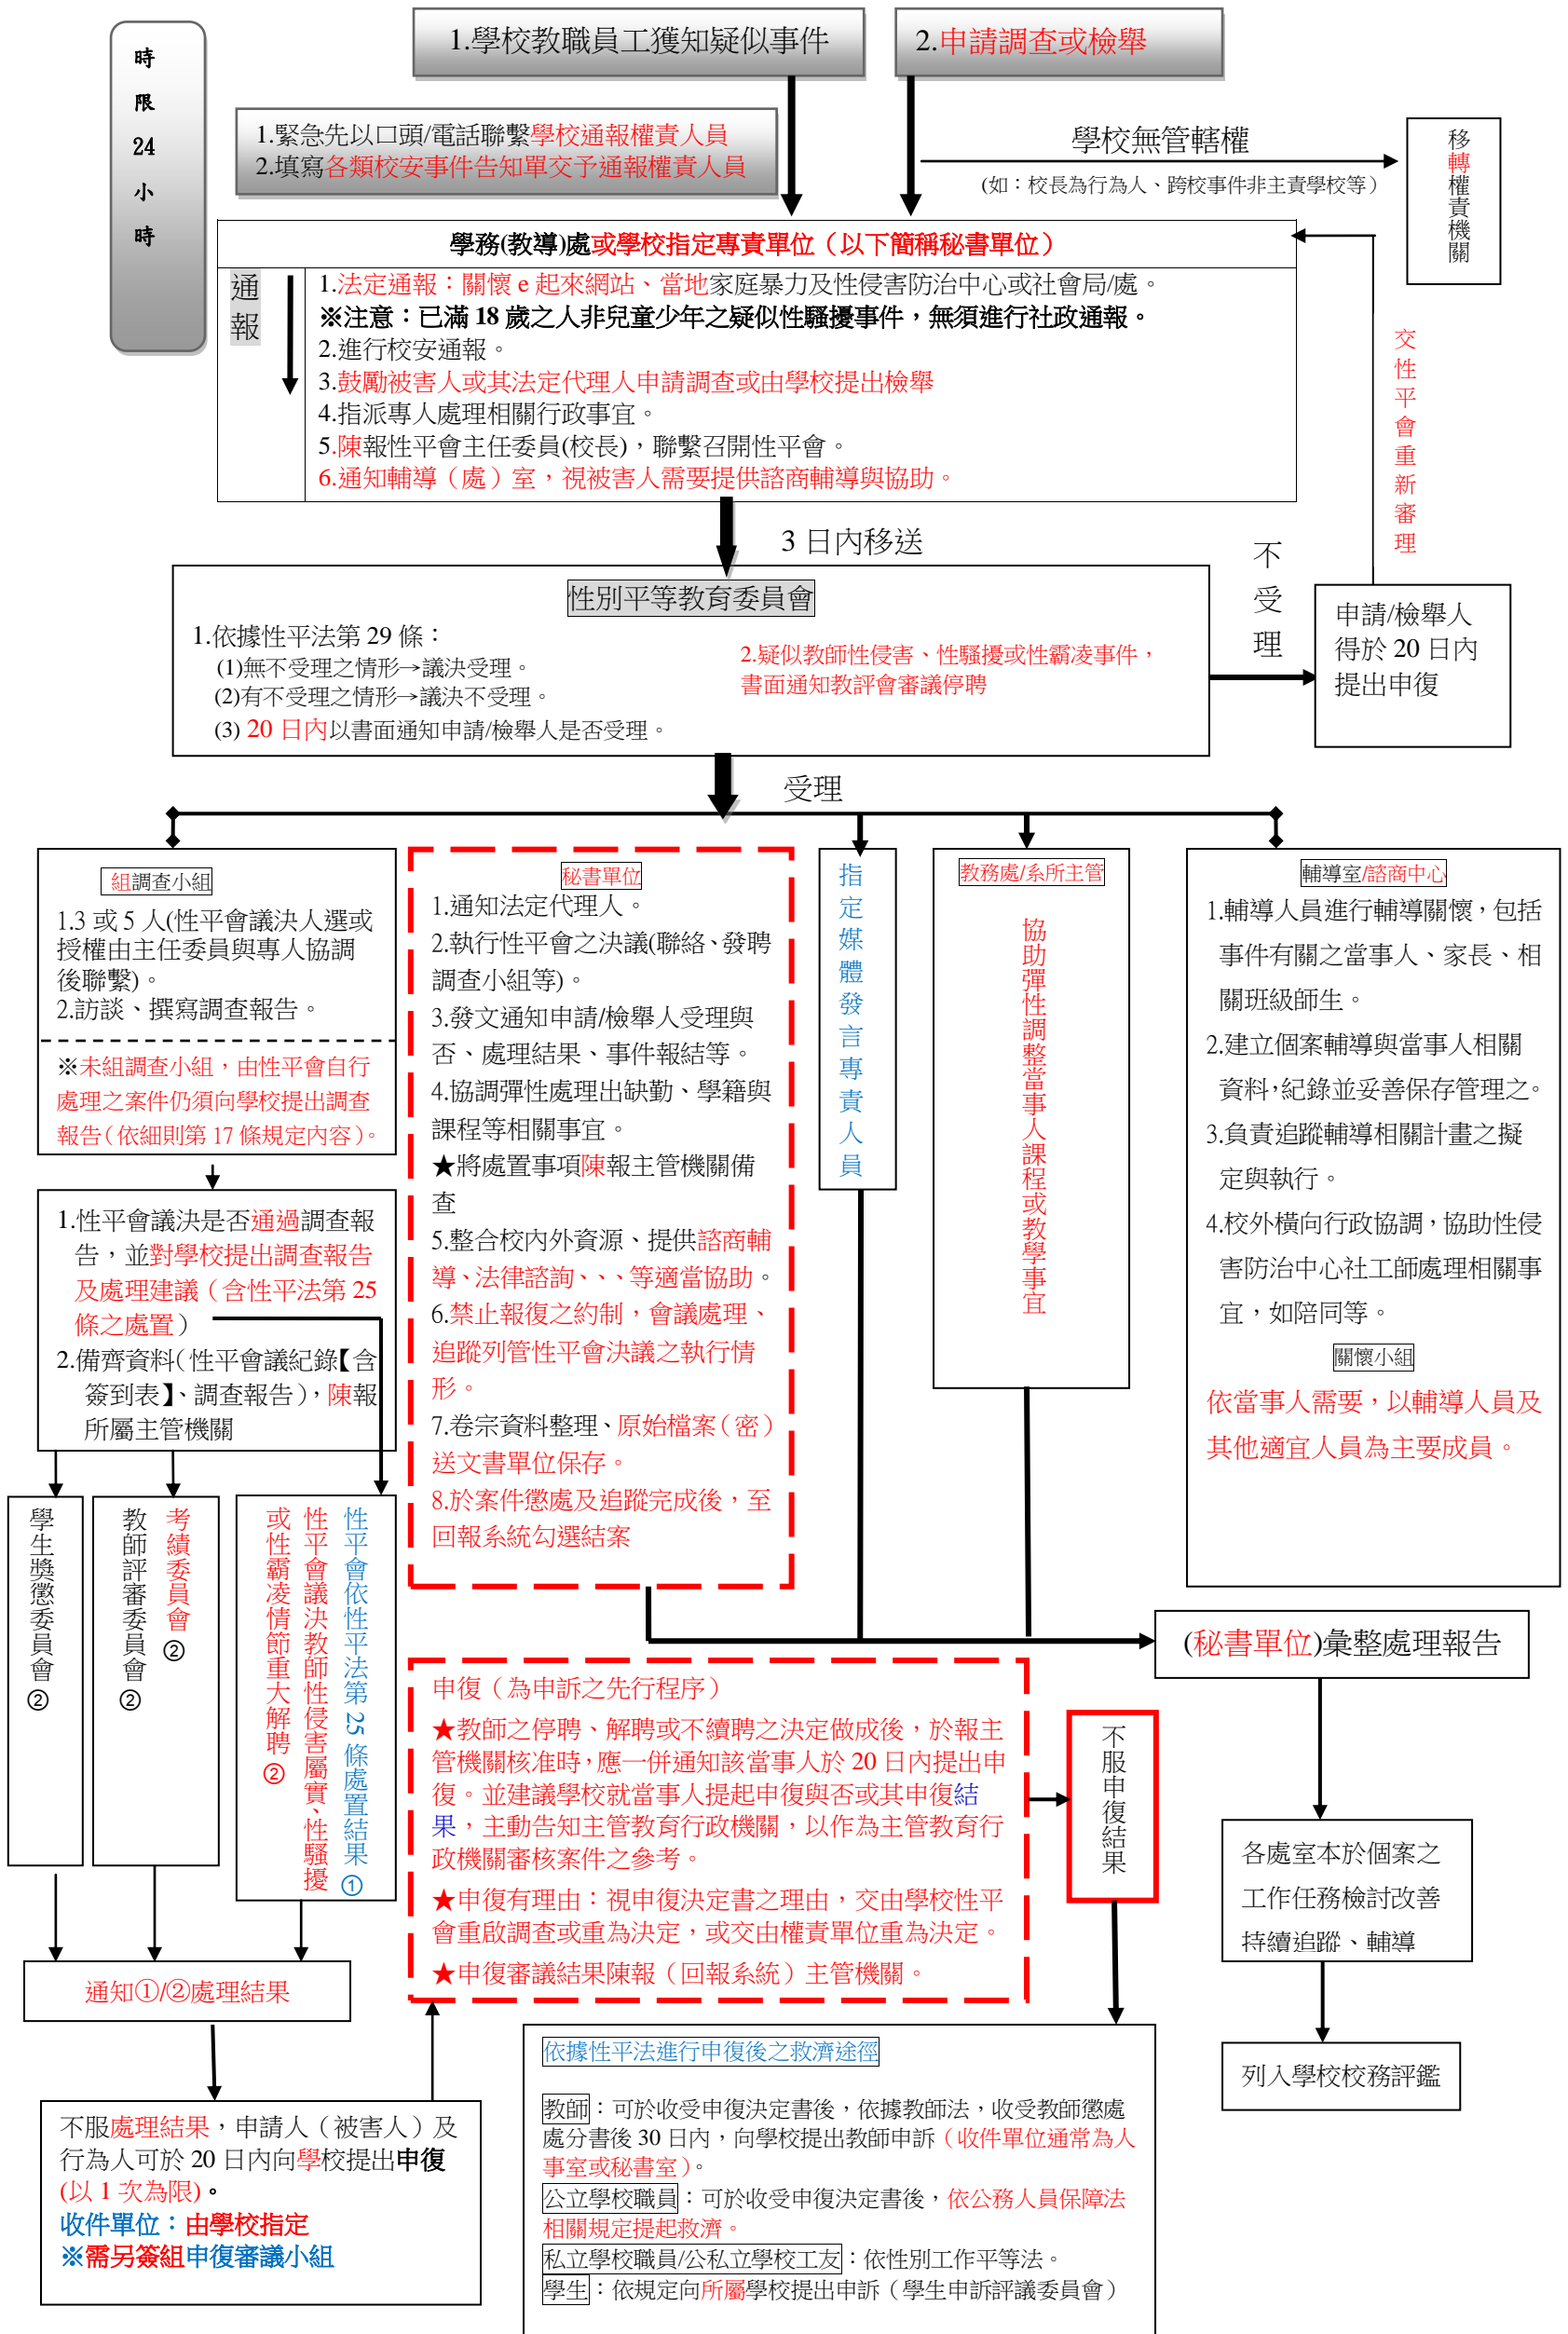 時
限
24
小
時
1.學校教職員工獲知疑似事件
2.申請調查或檢舉
1.緊急先以口頭/電話聯繫學校通報權責人員
2.填寫各類校安事件告知單交予通報權責人員
學校無管轄權
(如：校長為行為人、跨校事件非主責學校等）
移轉權責機關
學務(教導)處或學校指定專責單位（以下簡稱秘書單位）
通報
1.法定通報：關懷 e 起來網站、當地家庭暴力及性侵害防治中心或社會局/處。
※注意：已滿 18 歲之人非兒童少年之疑似性騷擾事件，無須進行社政通報。
2.進行校安通報。
3.鼓勵被害人或其法定代理人申請調查或由學校提出檢舉
4.指派專人處理相關行政事宜。
5.陳報性平會主任委員(校長)，聯繫召開性平會。
6.通知輔導（處）室，視被害人需要提供諮商輔導與協助。
交性平會重新審理
3 日內移送
性別平等教育委員會
1.依據性平法第 29 條：
(1)無不受理之情形→議決受理。
(2)有不受理之情形→議決不受理。
(3) 20 日內以書面通知申請/檢舉人是否受理。
2.疑似教師性侵害、性騷擾或性霸凌事件，
書面通知教評會審議停聘
不受理
申請/檢舉人
得於 20 日內
提出申復
受理
組調查小組
1.3 或 5 人(性平會議決人選或
授權由主任委員與專人協調
後聯繫)。
2.訪談、撰寫調查報告。
※未組調查小組，由性平會自行
處理之案件仍須向學校提出調查
報告（依細則第 17 條規定內容）。
1.性平會議決是否通過調查報
告，並對學校提出調查報告
及處理建議（含性平法第 25
條之處置）
2.備齊資料（性平會議紀錄【含
簽到表】、調查報告），陳報
所屬主管機關
學生獎懲委員會②
考績委員會②
教師評審委員會②
性平會依性平法第 25 條處置結果①
性平會議決教師性侵害屬實、性騷擾
或性霸凌情節重大解聘②
通知①/②處理結果
不服處理結果，申請人（被害人）及
行為人可於 20 日內向學校提出申復
(以 1 次為限)。
收件單位：由學校指定
※需另簽組申復審議小組
秘書單位
1.通知法定代理人。
2.執行性平會之決議(聯絡、發聘
調查小組等)。
3.發文通知申請/檢舉人受理與
否、處理結果、事件報結等。
4.協調彈性處理出缺勤、學籍與
課程等相關事宜。
★將處置事項陳報主管機關備
查
5.整合校內外資源、提供諮商輔
導、法律諮詢、、、等適當協助。
6.禁止報復之約制，會議處理、
追蹤列管性平會決議之執行情
形。
7.卷宗資料整理、原始檔案（密）
送文書單位保存。
8.於案件懲處及追蹤完成後，至
回報系統勾選結案
指定媒體發言專責人員
教務處/系所主管
協助彈性調整當事人課程或教學事宜
輔導室/諮商中心
1.輔導人員進行輔導關懷，包括
事件有關之當事人、家長、相
關班級師生。
2.建立個案輔導與當事人相關
資料，紀錄並妥善保存管理之。
3.負責追蹤輔導相關計畫之擬
定與執行。
4.校外橫向行政協調，協助性侵
害防治中心社工師處理相關事
宜，如陪同等。
關懷小組
依當事人需要，以輔導人員及
其他適宜人員為主要成員。
(秘書單位)彙整處理報告
申復（為申訴之先行程序）
★教師之停聘、解聘或不續聘之決定做成後，於報主
管機關核准時，應一併通知該當事人於 20 日內提出申
復。並建議學校就當事人提起申復與否或其申復結
果，主動告知主管教育行政機關，以作為主管教育行
政機關審核案件之參考。
★申復有理由：視申復決定書之理由，交由學校性平
會重啟調查或重為決定，或交由權責單位重為決定。
★申復審議結果陳報（回報系統）主管機關。
不服申復結果
各處室本於個案之
工作任務檢討改善
持續追蹤、輔導
列入學校校務評鑑
依據性平法進行申復後之救濟途徑
教師：可於收受申復決定書後，依據教師法，收受教師懲處
處分書後 30 日內，向學校提出教師申訴（收件單位通常為人
事室或秘書室）。
公立學校職員：可於收受申復決定書後，依公務人員保障法
相關規定提起救濟。
私立學校職員/公私立學校工友：依性別工作平等法。
學生：依規定向所屬學校提出申訴（學生申訴評議委員會）